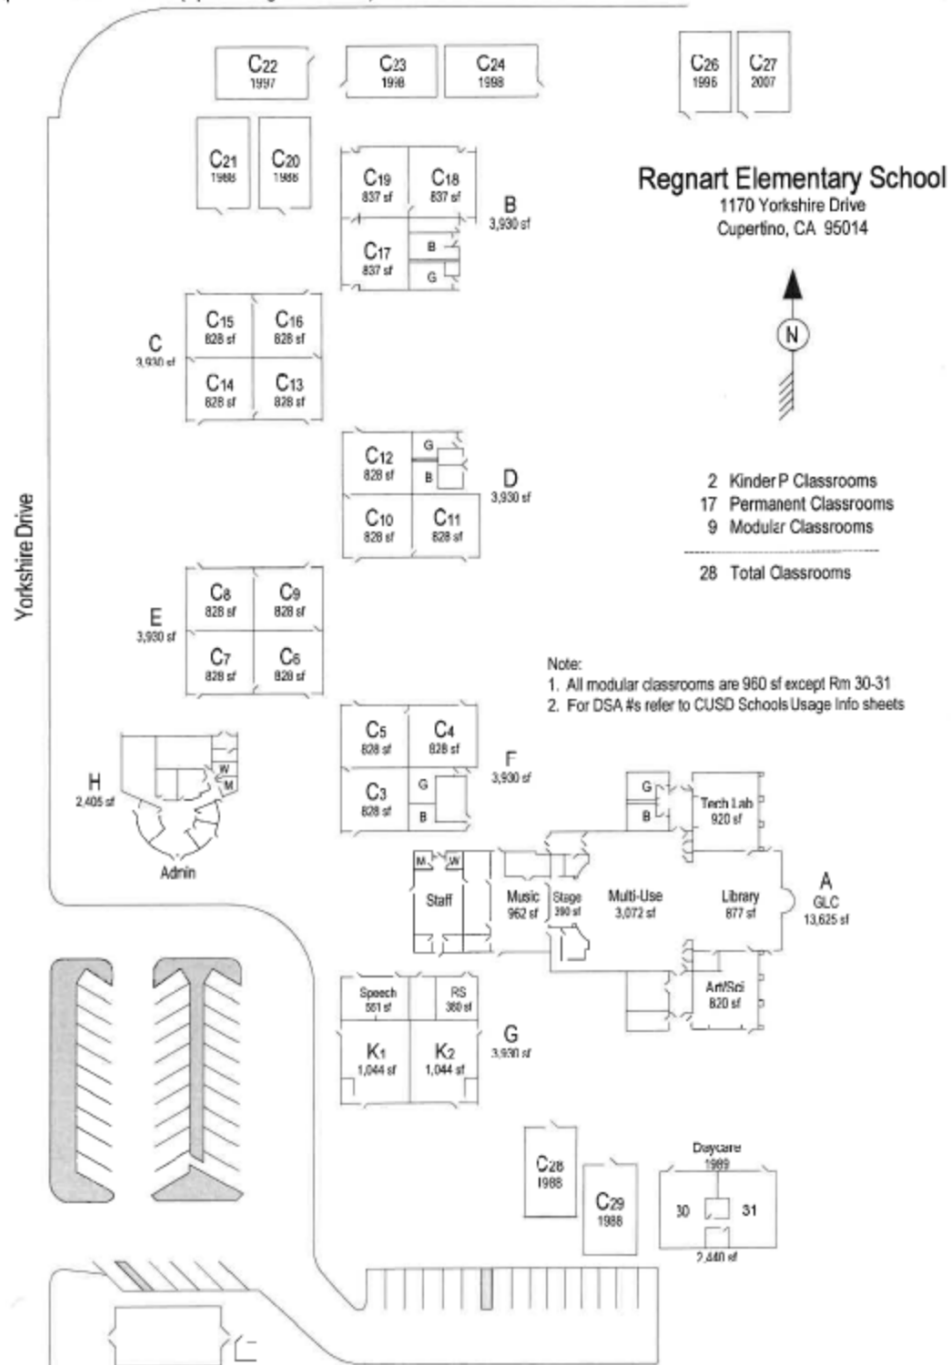 C22
1997
C23
1998
C24
1998
C26
1996
C27
2007
C21
1988
C20
1988
C19
837 sf
C18
837 sf
B
3,930 sf
C17
837 sf
B
G
Regnart Elementary School
1170 Yorkshire Drive
Cupertino, CA 95014
N
C
3,930 sf
C15
828 sf
C16
828 sf
C14
828 sf
C13
828 sf
C12
828 sf
G
B
D
3,930 sf
C10
828 sf
C11
828 sf
2 Kinder P Classrooms
17 Permanent Classrooms
9 Modular Classrooms
28 Total Classrooms
Yorkshire Drive
E
3,930 sf
C8
828 sf
C9
828 sf
C7
828 sf
C6
828 sf
Note:
1. All modular classrooms are 960 sf except Rm 30-31
2. For DSA #s refer to CUSD Schools Usage Info sheets
H
2,405 sf
W
M
Admin
C5
828 sf
C4
828 sf
F
3,930 sf
C3
828 sf
G
B
G
B
Tech Lab
920 sf
M
W
Staff
Music
962 sf
Stage
390 sf
Multi-Use
3,072 sf
Library
877 sf
A
GLC
13,625 sf
Art/Sci
820 sf
Speech
551 sf
RS
360 sf
G
3,930 sf
K1
1,044 sf
K2
1,044 sf
C28
1988
C29
1988
Daycare
1989
30
31
2,440 sf